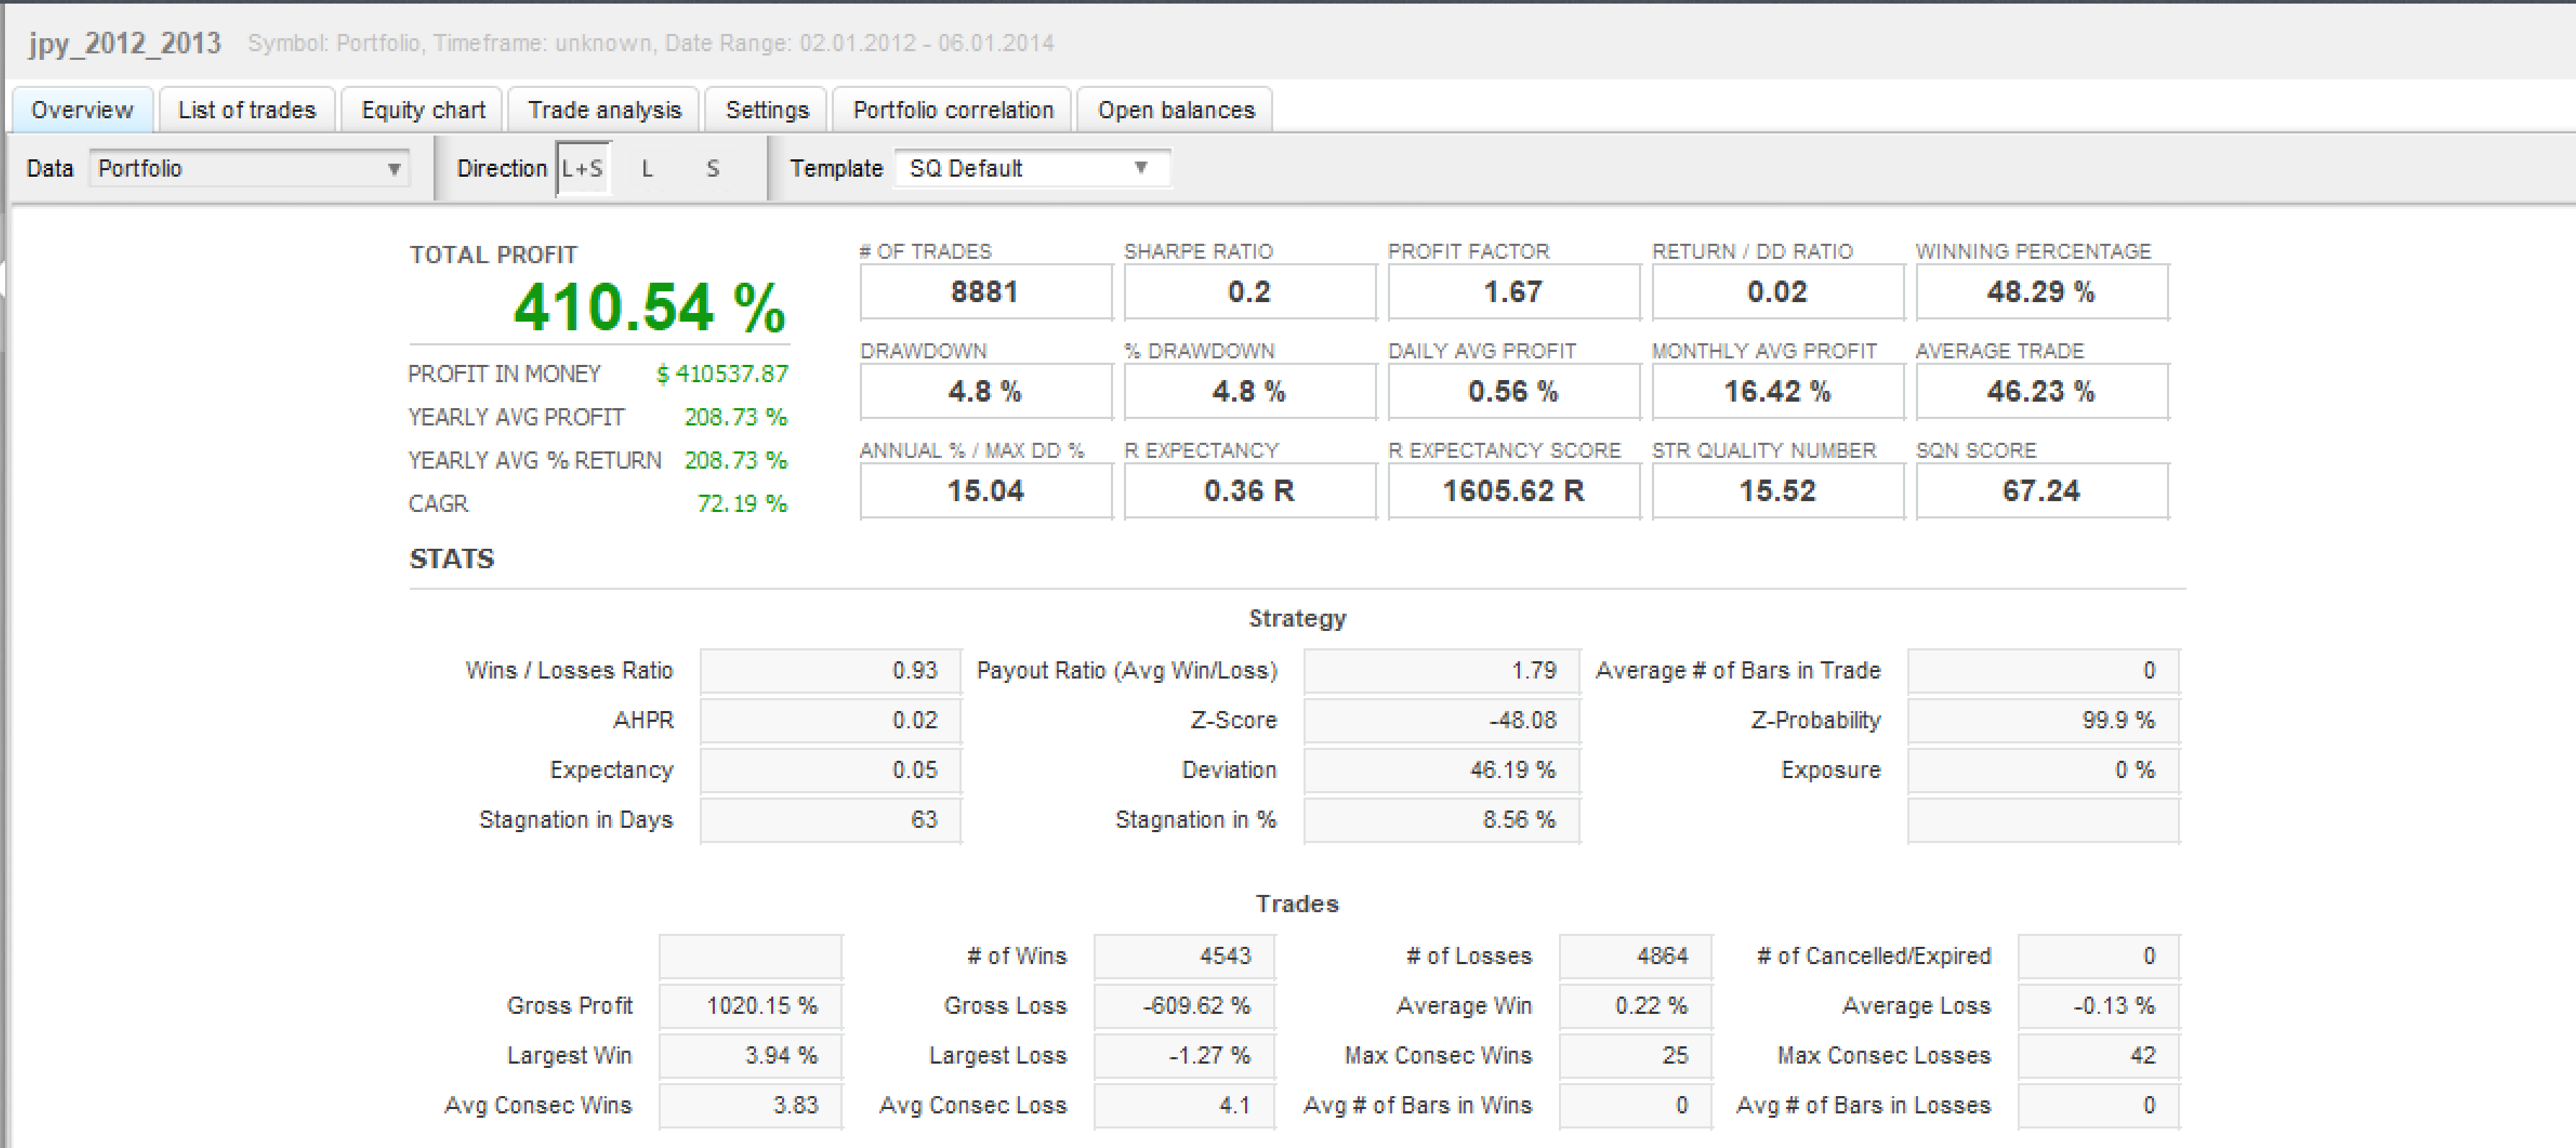 jpy_2012_2013 Symbol: Portfolio, Timeframe: unknown, Date Range: 02.01.2012 - 06.01.2014
Overview List of trades Equity chart Trade analysis Settings Portfolio correlation Open balances
Data Portfolio Direction L+S L S Template SQ Default
TOTAL PROFIT
410.54 %
PROFIT IN MONEY $ 410537.87
YEARLY AVG PROFIT 208.73 %
YEARLY AVG % RETURN 208.73 %
CAGR 72.19 %
# OF TRADES SHARPE RATIO PROFIT FACTOR RETURN / DD RATIO WINNING PERCENTAGE
8881 0.2 1.67 0.02 48.29 %
DRAWDOWN % DRAWDOWN DAILY AVG PROFIT MONTHLY AVG PROFIT AVERAGE TRADE
4.8 % 4.8 % 0.56 % 16.42 % 46.23 %
ANNUAL % / MAX DD % R EXPECTANCY R EXPECTANCY SCORE STR QUALITY NUMBER SQN SCORE
15.04 0.36 R 1605.62 R 15.52 67.24
STATS
Strategy
Wins / Losses Ratio 0.93 Payout Ratio (Avg Win/Loss) 1.79 Average # of Bars in Trade 0
AHPR 0.02 Z-Score -48.08 Z-Probability 99.9 %
Expectancy 0.05 Deviation 46.19 % Exposure 0 %
Stagnation in Days 63 Stagnation in % 8.56 %
Trades
# of Wins 4543 # of Losses 4864 # of Cancelled/Expired 0
Gross Profit 1020.15 % Gross Loss -609.62 % Average Win 0.22 % Average Loss -0.13 %
Largest Win 3.94 % Largest Loss -1.27 % Max Consec Wins 25 Max Consec Losses 42
Avg Consec Wins 3.83 Avg Consec Loss 4.1 Avg # of Bars in Wins 0 Avg # of Bars in Losses 0